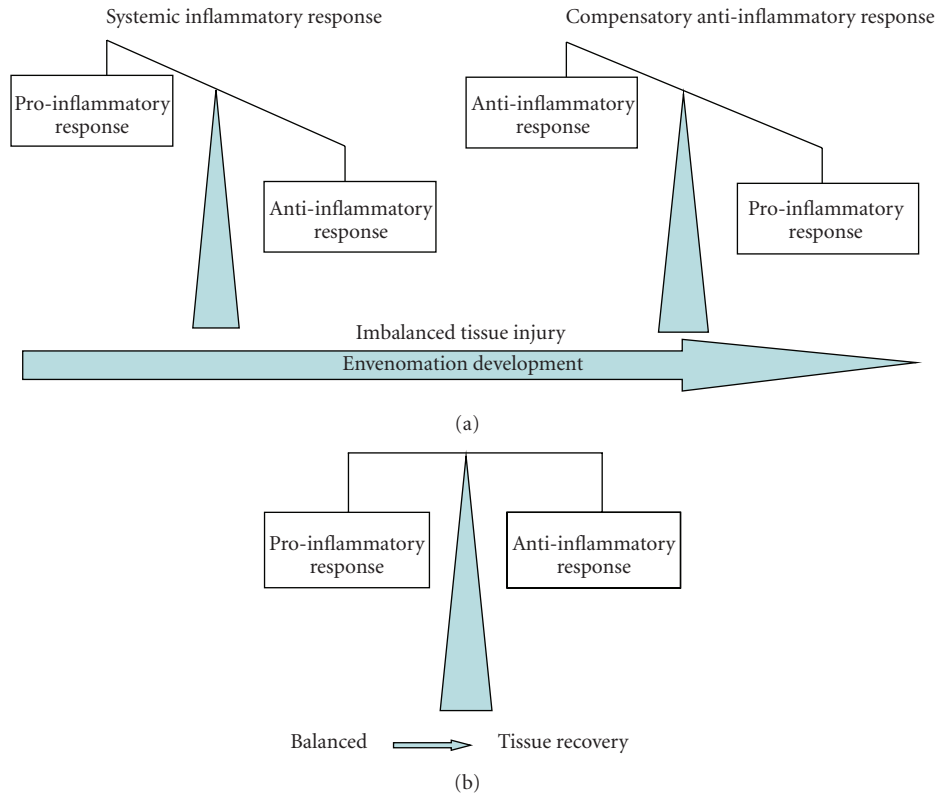 Systemic inflammatory response
Compensatory anti-inflammatory response
Pro-inflammatory
response
Anti-inflammatory
response
Anti-inflammatory
response
Pro-inflammatory
response
Imbalanced tissue injury
Envenomation development
(a)
Pro-inflammatory
response
Anti-inflammatory
response
Balanced
Tissue recovery
(b)